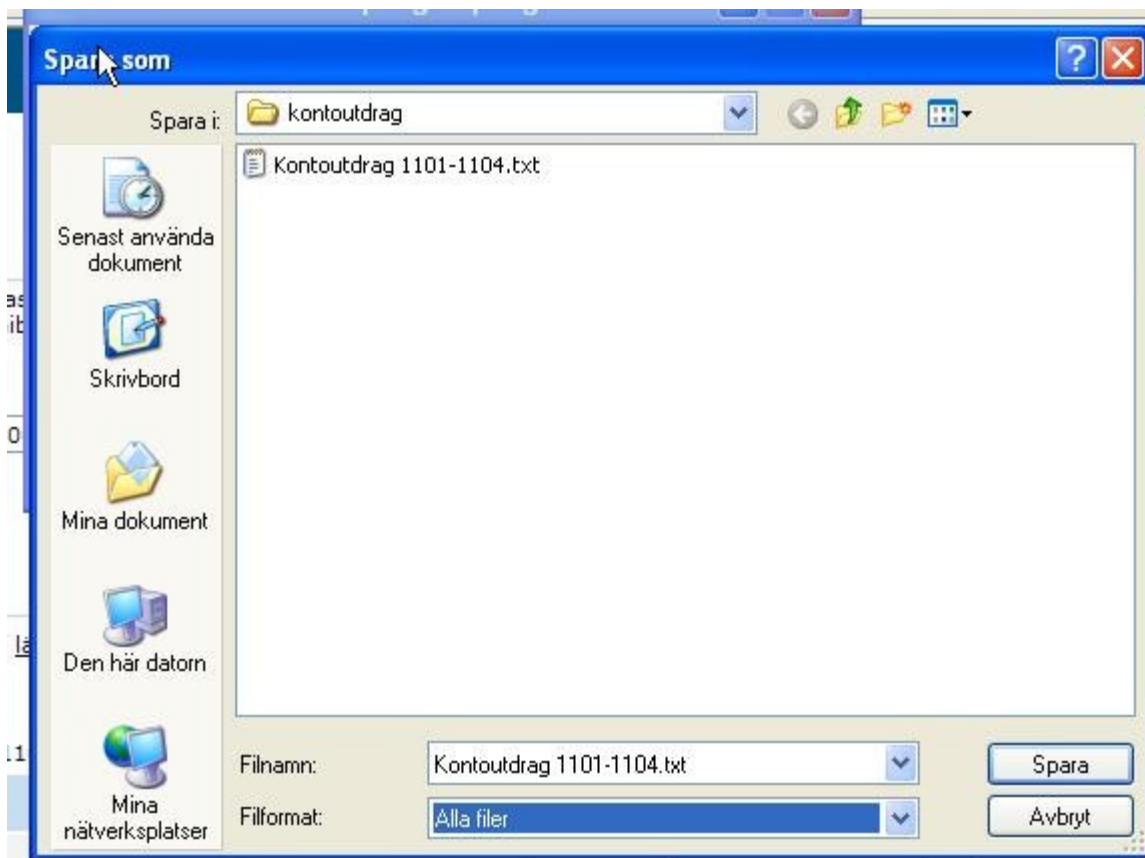 Spara som
Spara i:
kontoutdrag
Kontoutdrag 1101-1104.txt
Senast använda
dokument
Skrivbord
Mina dokument
Den här datorn
Mina
nätverksplatser
Filnamn:
Kontoutdrag 1101-1104.txt
Spara
Filformat:
Alla filer
Avbryt